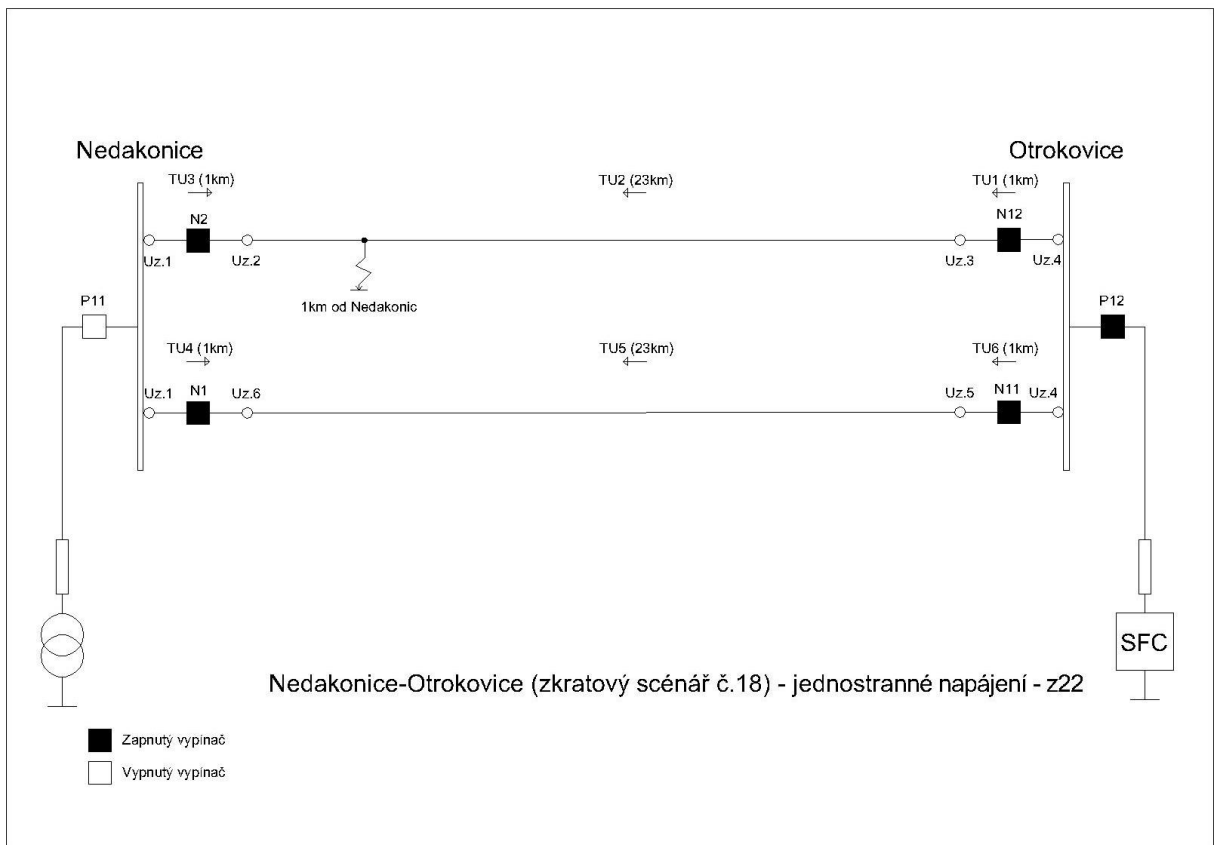 Nedakonice
Otrokovice
TU3 (1km)
TU2 (23km)
TU1 (1km)
N2
N12
Uz.1
Uz.2
Uz.3
Uz.4
1km od Nedakonic
P11
P12
TU4 (1km)
TU5 (23km)
TU6 (1km)
N1
N11
Uz.1
Uz.6
Uz.5
Uz.4
SFC
Nedakonice-Otrokovice (zkratový scénář č.18) - jednostranné napájení - z22
Zapnutý vypínač
Vypnutý vypínač